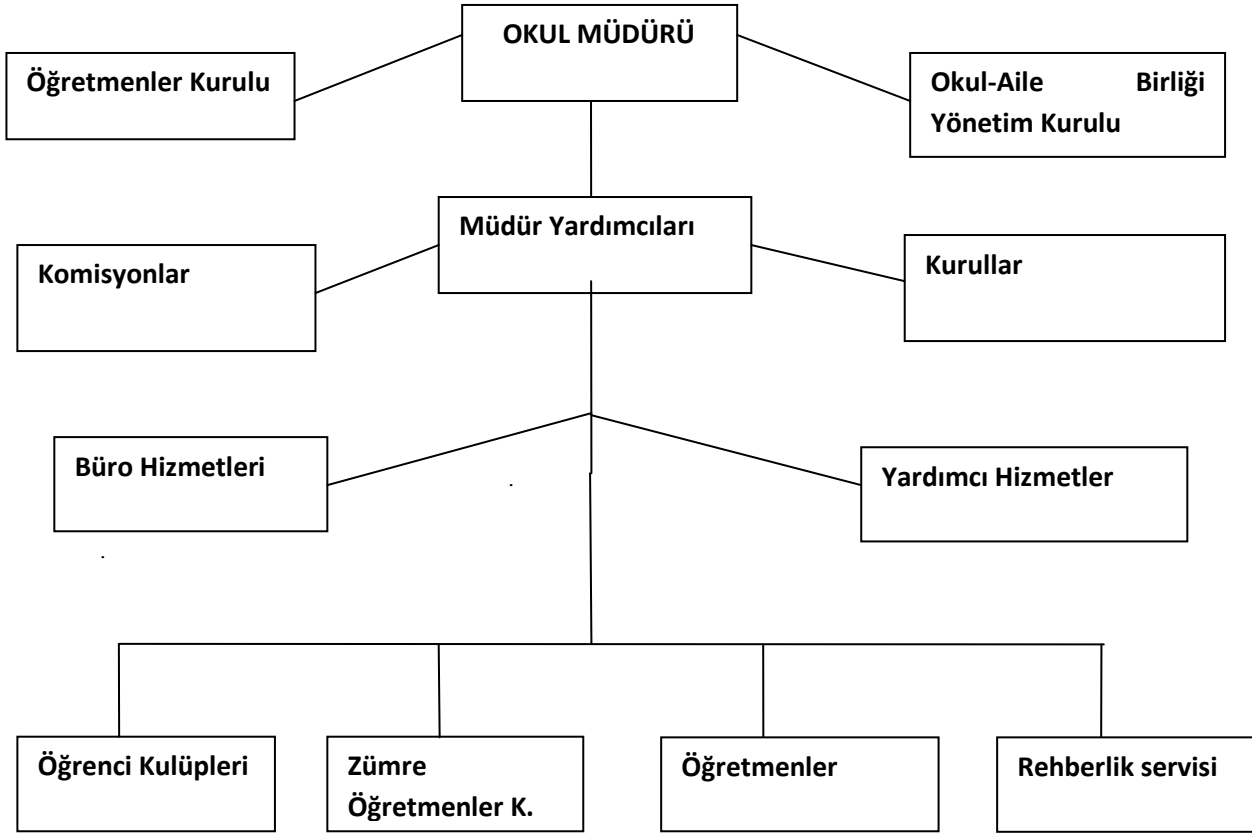 OKUL MÜDÜRÜ
Öğretmenler Kurulu
Okul-Aile Birliği
Yönetim Kurulu
Müdür Yardımcıları
Komisyonlar
Kurullar
Büro Hizmetleri
Yardımcı Hizmetler
Öğrenci Kulüpleri
Zümre
Öğretmenler K.
Öğretmenler
Rehberlik servisi